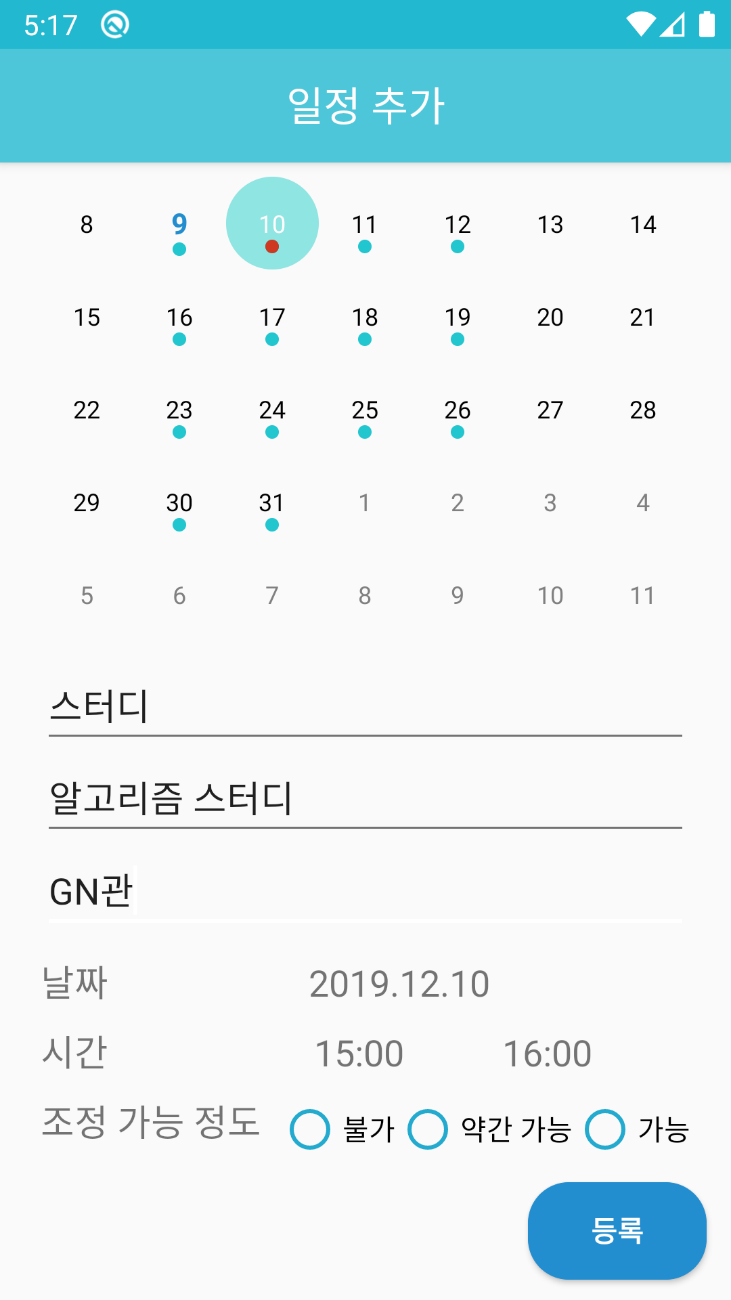 5:17
일정 추가
8 9 10 11 12 13 14
15 16 17 18 19 20 21
22 23 24 25 26 27 28
29 30 31 1 2 3 4
5 6 7 8 9 10 11
스터디
알고리즘 스터디
GN관
날짜 2019.12.10
시간 15:00 16:00
조정 가능 정도 불가 약간 가능 가능
등록